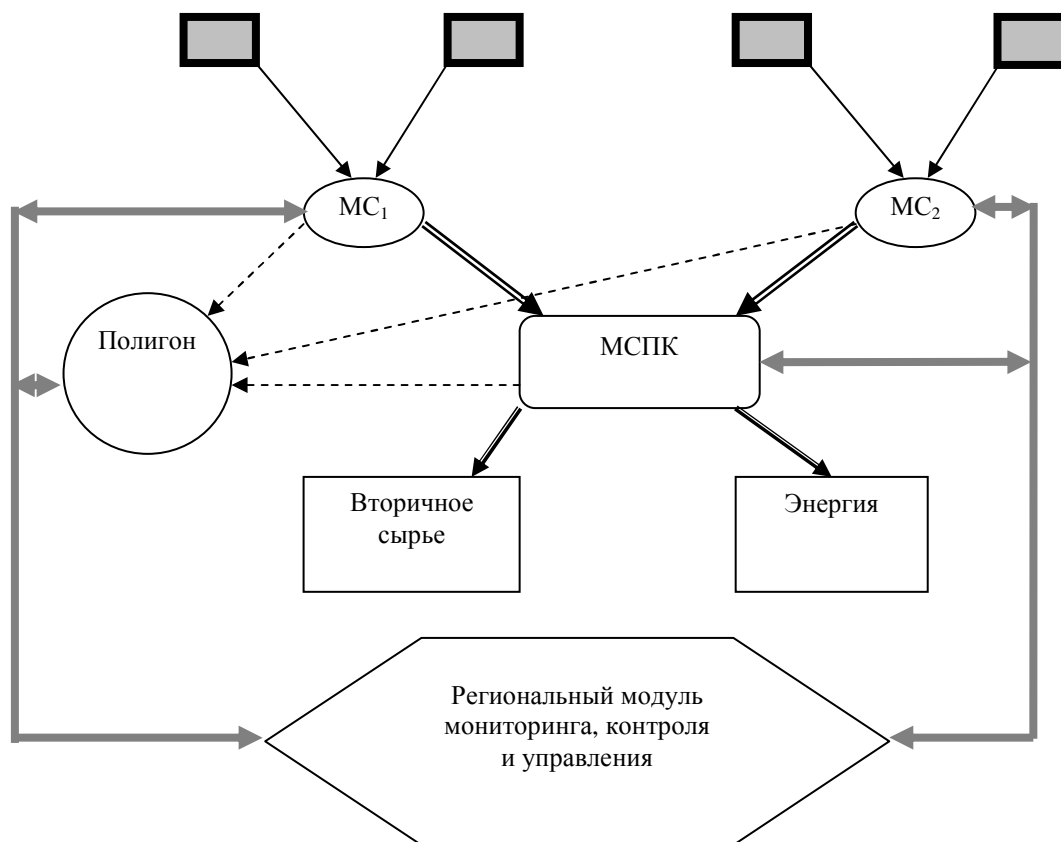 МС₁
МС₂
Полигон
МСПК
Вторичное
сырье
Энергия
Региональный модуль
мониторинга, контроля
и управления